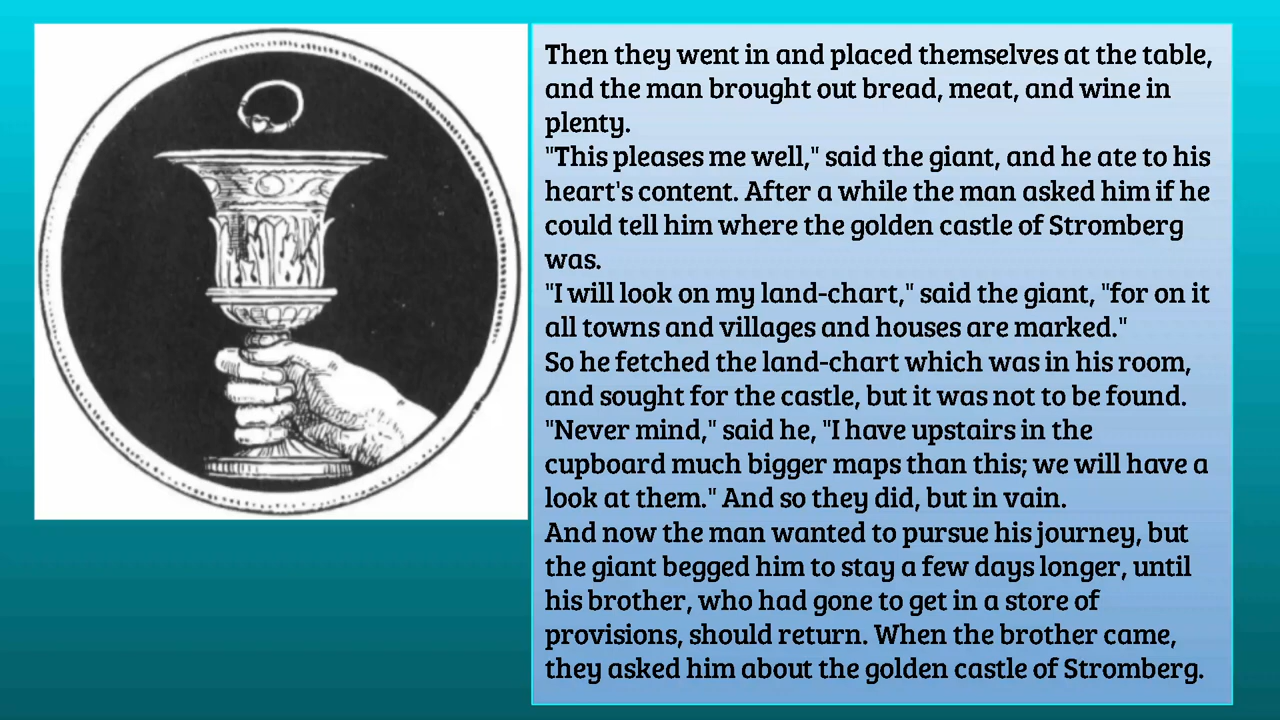 Then they went in and placed themselves at the table,
and the man brought out bread, meat, and wine in
plenty.
"This pleases me well," said the giant, and he ate to his
heart's content. After a while the man asked him if he
could tell him where the golden castle of Stromberg
was.
"I will look on my land-chart," said the giant, "for on it
all towns and villages and houses are marked."
So he fetched the land-chart which was in his room,
and sought for the castle, but it was not to be found.
"Never mind," said he, "I have upstairs in the
cupboard much bigger maps than this; we will have a
look at them." And so they did, but in vain.
And now the man wanted to pursue his journey, but
the giant begged him to stay a few days longer, until
his brother, who had gone to get in a store of
provisions, should return. When the brother came,
they asked him about the golden castle of Stromberg.